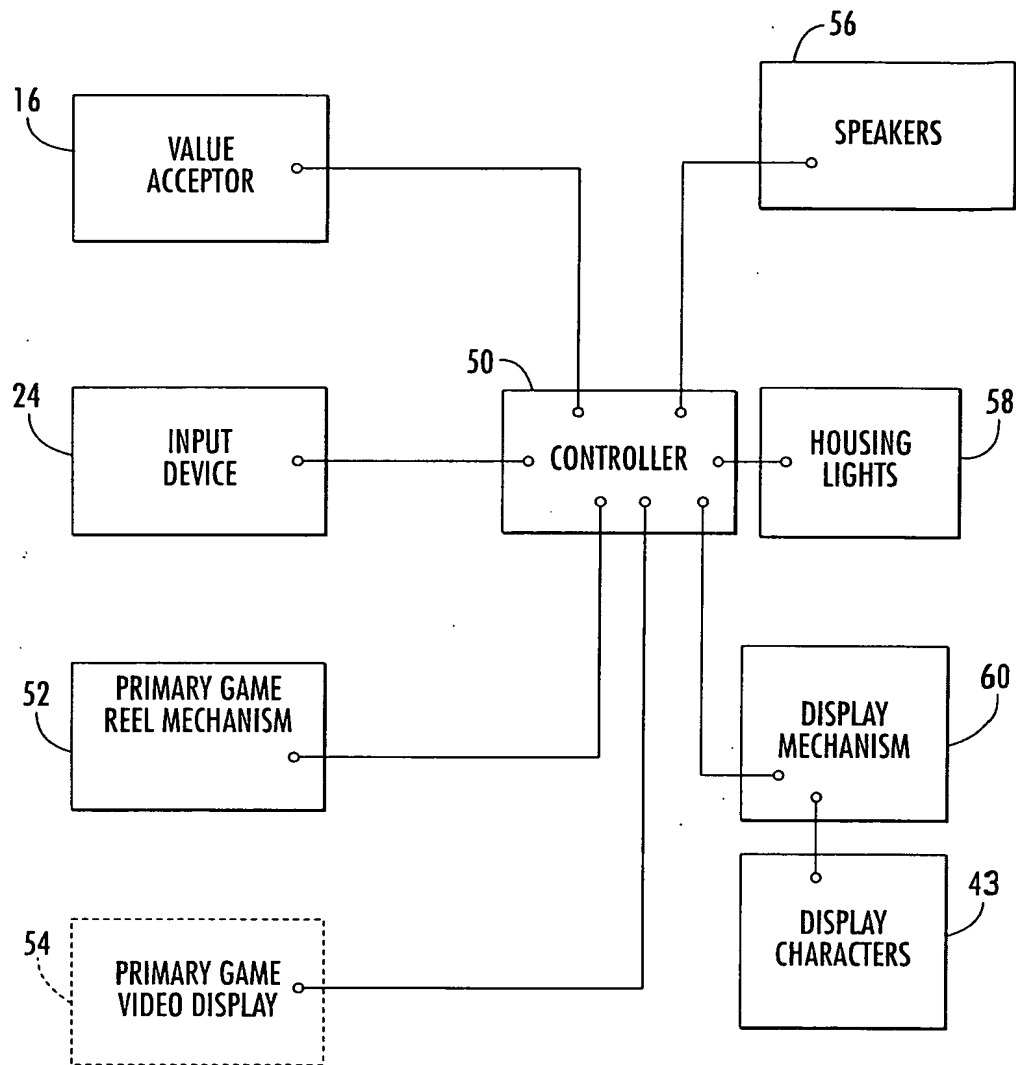 56
16
VALUE
ACCEPTOR
SPEAKERS
50
24
INPUT
DEVICE
CONTROLLER
HOUSING
LIGHTS
58
52
PRIMARY GAME
REEL MECHANISM
DISPLAY
MECHANISM
60
54
PRIMARY GAME
VIDEO DISPLAY
DISPLAY
CHARACTERS
43